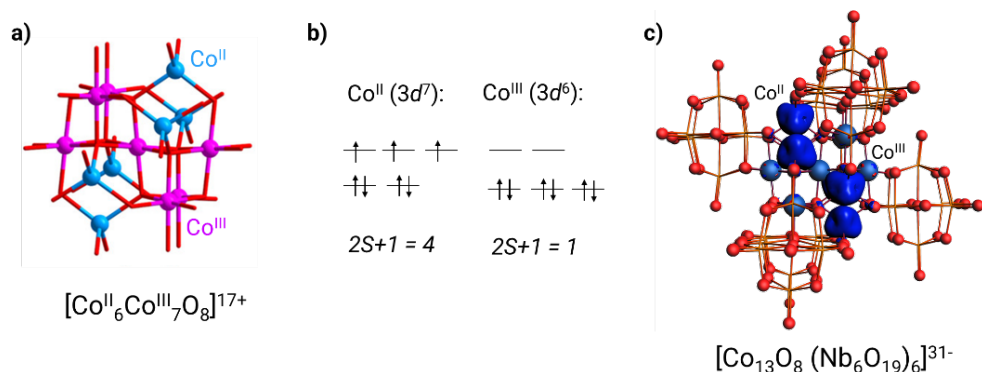 a)
Co^II
Co^III
[Co^II_6Co^III_7O_8]^17+
b)
Co^II (3d^7): Co^III (3d^6):
2S+1 = 4 2S+1 = 1
c)
Co^II
Co^III
[Co_13O_8 (Nb_6O_19)_6]^31-